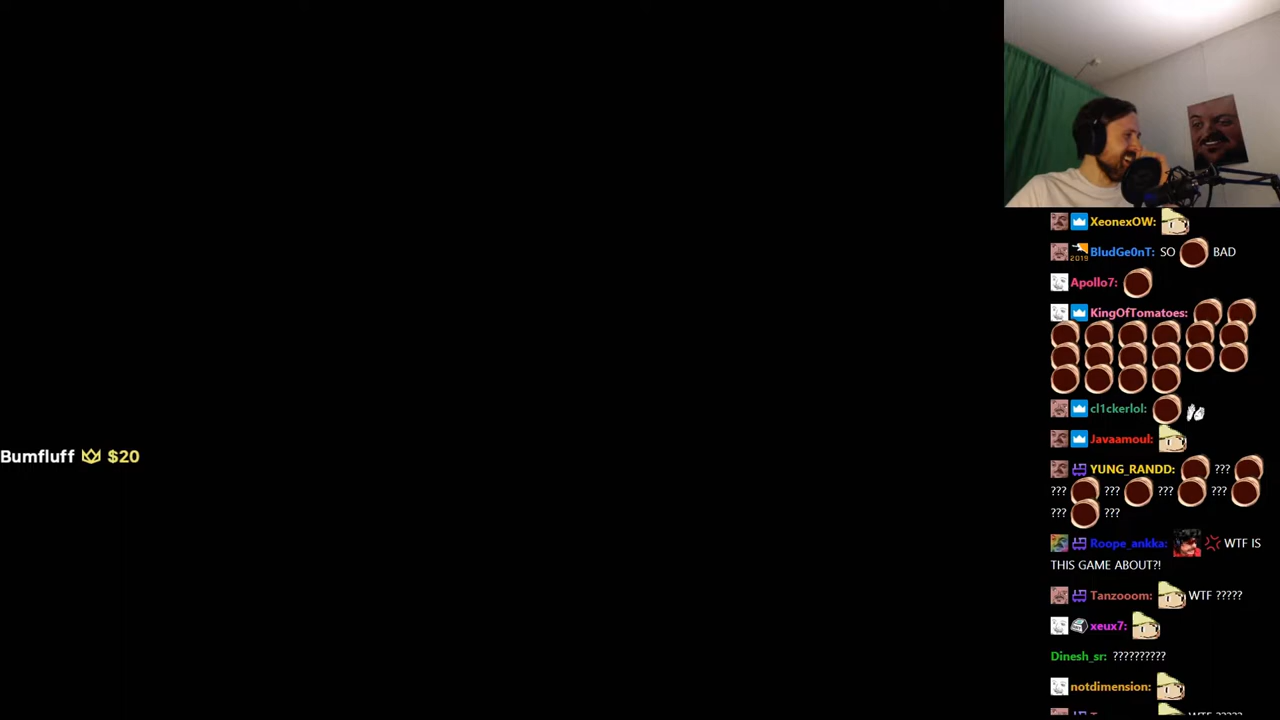 XeonexOW:
2019 BludGe0nT: SO BAD
Apollo7:
KingOfTomatoes:
cl1ckerlol:
Javaamoul:
Bumfluff $20
YUNG_RANDD: ???
??? ??? ??? ???
??? ???
Roope_ankka: WTF IS
THIS GAME ABOUT?!
Tanzooom: WTF ?????
xeux7:
Dinesh_sr: ??????????
notdimension: